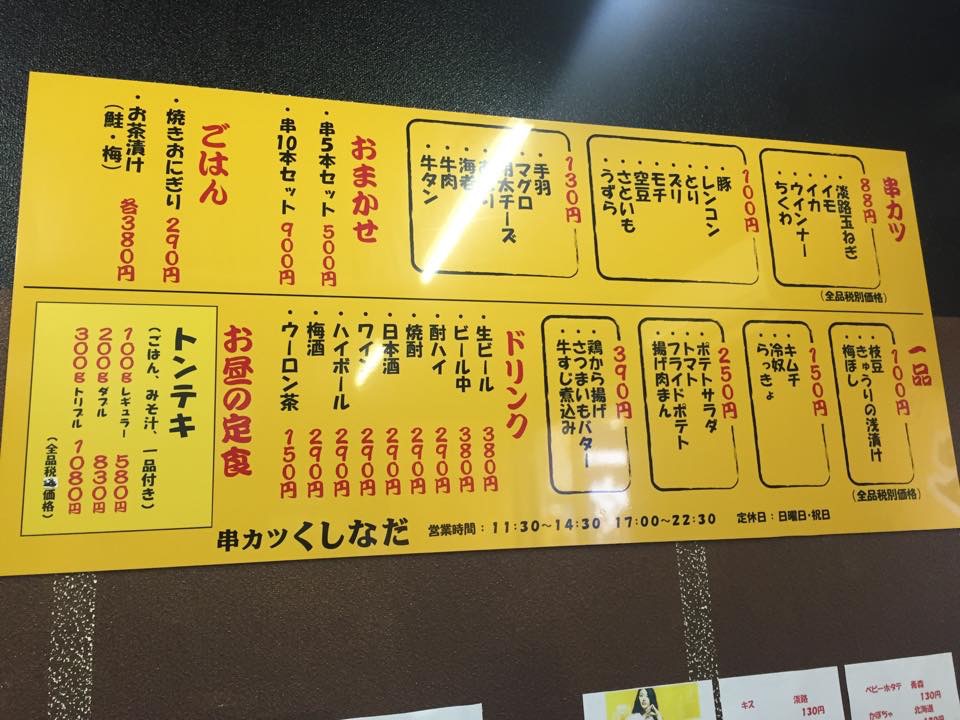 串カツ
88円
・淡路玉ねぎ
・イモ
・イカ
・ウインナー
・ちくわ
100円
・豚
・レンコン
・とり
・ズリ
・モチ
・空豆
・さといも
・うずら
130円
・手羽
・マグロ
・明太チーズ
・海老
・牛肉
・牛タン
(全品税別価格)
おまかせ
・串5本セット 500円
・串10本セット 900円
ごはん
・焼きおにぎり 290円
・お茶漬け
(鮭・梅) 各380円
一品
100円
・枝豆
・きゅうりの浅漬け
・梅ぼし
150円
・キムチ
・冷奴
・らっきょ
250円
・ポテトサラダ
・トマト
・フライドポテト
・揚げ肉まん
390円
・鶏から揚げ
・さつまいもバター
・牛すじ煮込み
(全品税別価格)
ドリンク
・生ビール 380円
・ビール中 380円
・酎ハイ 290円
・焼酎 290円
・日本酒 290円
・ワイン 290円
・ハイボール 290円
・梅酒 290円
・ウーロン茶 150円
お昼の定食
トンテキ
(ごはん、みそ汁、一品付き)
100g レギュラー 580円
200g ダブル 830円
300g トリプル 1080円
(全品税込価格)
串カツくしなだ 営業時間:11:30〜14:30 17:00〜22:30 定休日:日曜日・祝日
キス 淡路
130円
ベビーホタテ 青森
130円
かぼちゃ 北海道